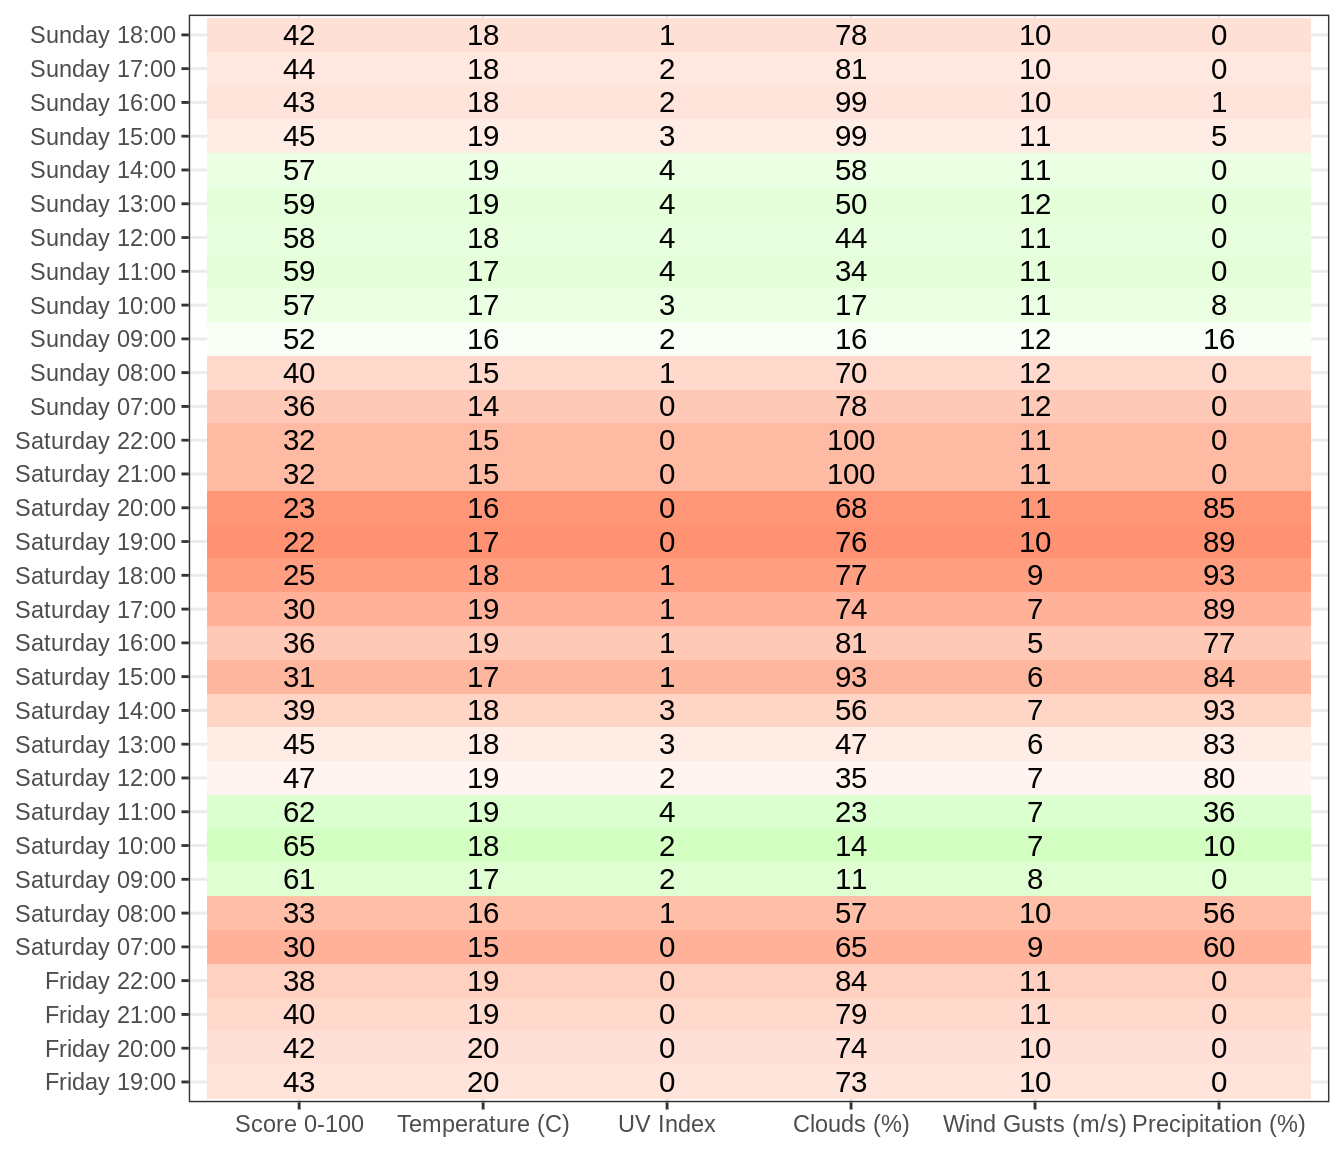 Sunday 18:00 42 18 1 78 10 0
Sunday 17:00 44 18 2 81 10 0
Sunday 16:00 43 18 2 99 10 1
Sunday 15:00 45 19 3 99 11 5
Sunday 14:00 57 19 4 58 11 0
Sunday 13:00 59 19 4 50 12 0
Sunday 12:00 58 18 4 44 11 0
Sunday 11:00 59 17 4 34 11 0
Sunday 10:00 57 17 3 17 11 8
Sunday 09:00 52 16 2 16 12 16
Sunday 08:00 40 15 1 70 12 0
Sunday 07:00 36 14 0 78 12 0
Saturday 22:00 32 15 0 100 11 0
Saturday 21:00 32 15 0 100 11 0
Saturday 20:00 23 16 0 68 11 85
Saturday 19:00 22 17 0 76 10 89
Saturday 18:00 25 18 1 77 9 93
Saturday 17:00 30 19 1 74 7 89
Saturday 16:00 36 19 1 81 5 77
Saturday 15:00 31 17 1 93 6 84
Saturday 14:00 39 18 3 56 7 93
Saturday 13:00 45 18 3 47 6 83
Saturday 12:00 47 19 2 35 7 80
Saturday 11:00 62 19 4 23 7 36
Saturday 10:00 65 18 2 14 7 10
Saturday 09:00 61 17 2 11 8 0
Saturday 08:00 33 16 1 57 10 56
Saturday 07:00 30 15 0 65 9 60
Friday 22:00 38 19 0 84 11 0
Friday 21:00 40 19 0 79 11 0
Friday 20:00 42 20 0 74 10 0
Friday 19:00 43 20 0 73 10 0
Score 0-100 Temperature (C) UV Index Clouds (%) Wind Gusts (m/s) Precipitation (%)